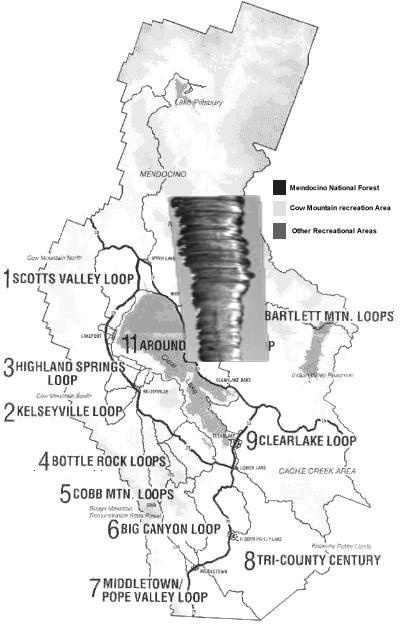 Lake Pillsbury
MENDOCINO
Mendocino National Forest
Cow Mountain recreation Area
Other Recreational Areas
Cow Mountain North
UPPER LAKE
1 SCOTTS VALLEY LOOP
BARTLETT MTN. LOOPS
LAKEPORT
11 AROUND
P
Clear
Lake
3 HIGHLAND SPRINGS
LOOP
Indian Valley Reservoir
CLEARLAKE OAKS
Cow Mountain South
KELSEYVILLE
2 KELSEYVILLE LOOP
CLEARLAKE
9 CLEARLAKE LOOP
4 BOTTLE ROCK LOOPS
LOWER LAKE
CACHE CREEK AREA
5 COBB MTN. LOOPS
Boggs Mountain
Demonstration State Forest
COBB
6 BIG CANYON LOOP
HIDDEN VALLEY LAKE
Knoxville Public Lands
8 TRI-COUNTY CENTURY
MIDDLETOWN
7 MIDDLETOWN/
POPE VALLEY LOOP